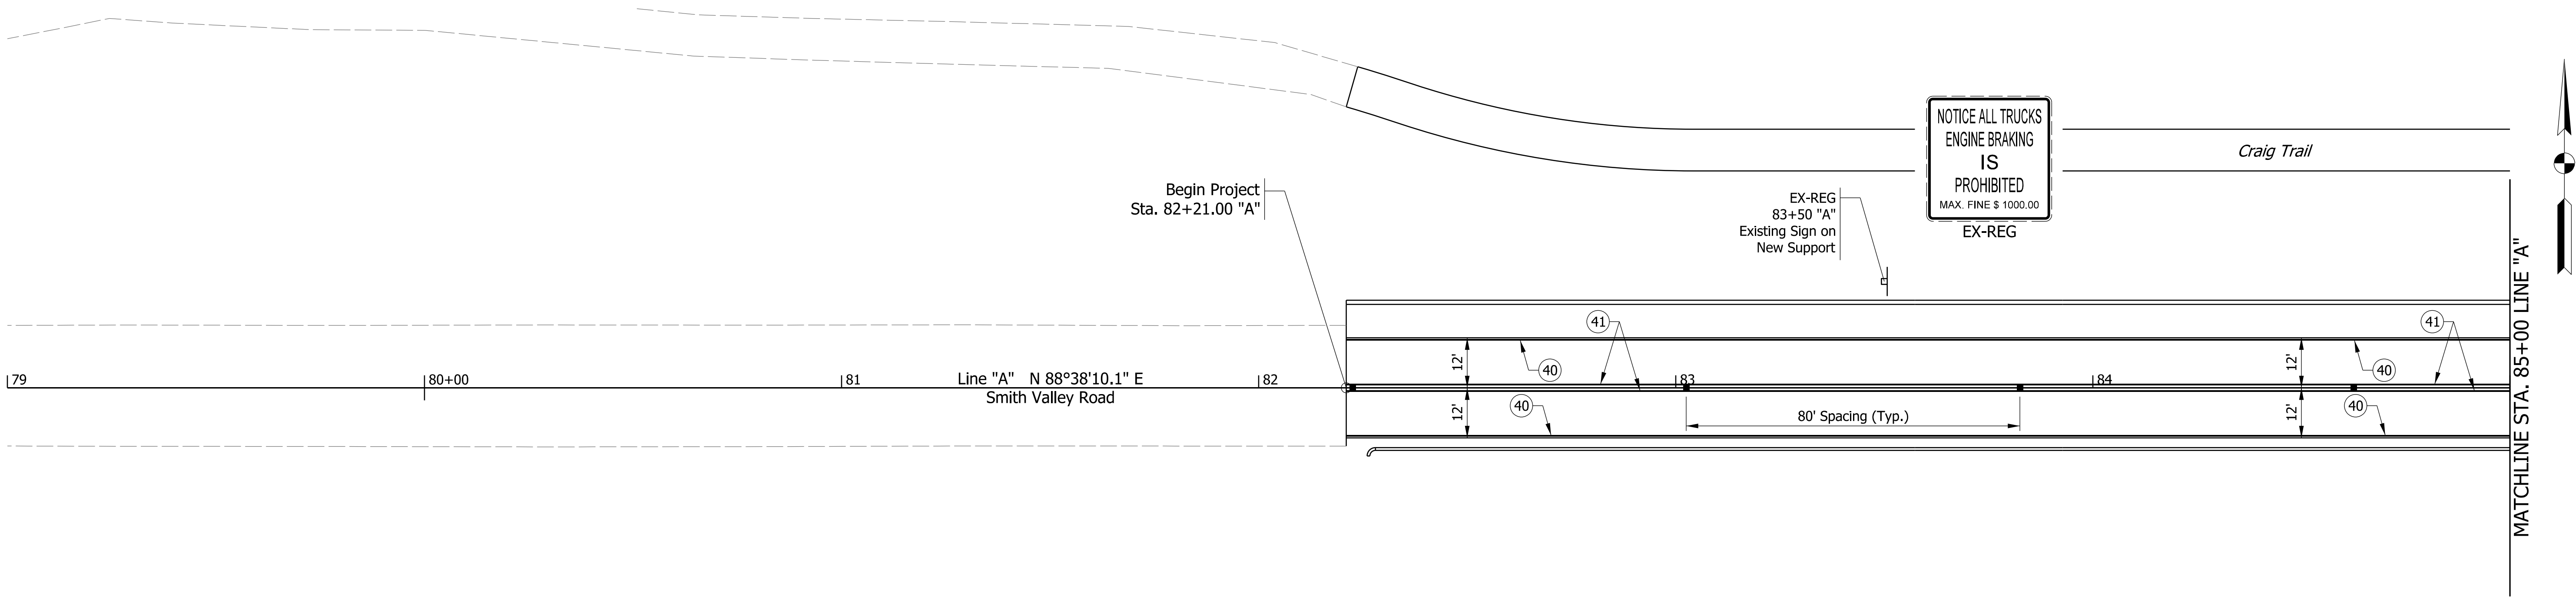 NOTICE ALL TRUCKS
ENGINE BRAKING
IS
PROHIBITED
MAX. FINE $ 1000.00
EX-REG
Craig Trail
Begin Project
Sta. 82+21.00 "A"
EX-REG
83+50 "A"
Existing Sign on
New Support
MATCHLINE STA. 85+00 LINE "A"
41
41
12'
40
12'
40
79
80+00
81
Line "A" N 88°38'10.1" E
82
83
84
Smith Valley Road
40
12'
80' Spacing (Typ.)
12'
40